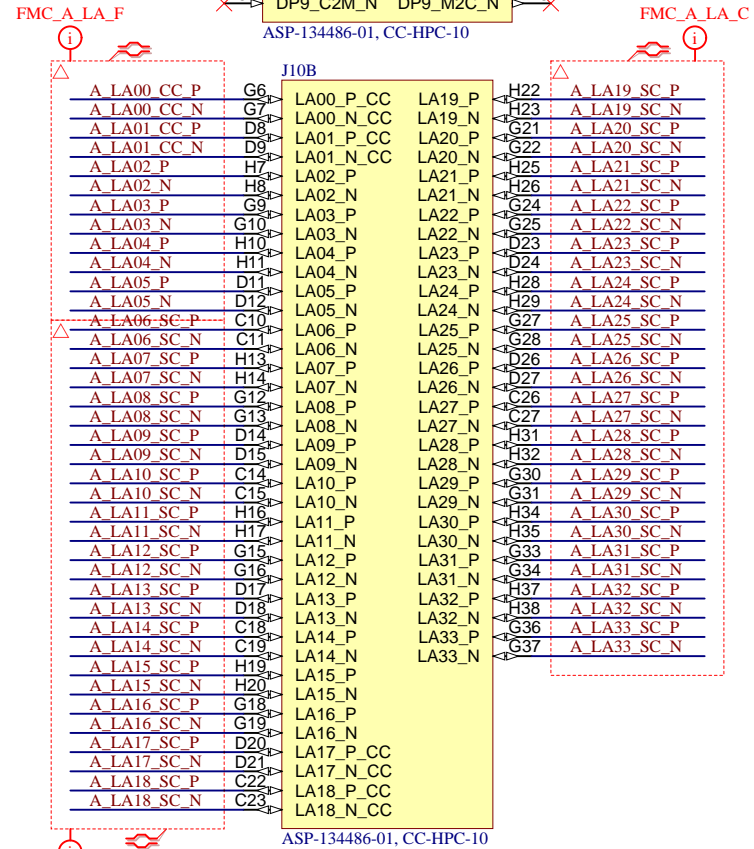 DP9_C2M_N DP9_M2C_N
FMC_A_LA_F FMC_A_LA_C
ASP-134486-01, CC-HPC-10
i i
J10B
A_LA00_CC_P G6 LA00_P_CC LA19_P H22 A_LA19_SC_P
A_LA00_CC_N G7 LA00_N_CC LA19_N H23 A_LA19_SC_N
A_LA01_CC_P D8 LA01_P_CC LA20_P G21 A_LA20_SC_P
A_LA01_CC_N D9 LA01_N_CC LA20_N G22 A_LA20_SC_N
A_LA02_P H7 LA02_P LA21_P H25 A_LA21_SC_P
A_LA02_N H8 LA02_N LA21_N H26 A_LA21_SC_N
A_LA03_P G9 LA03_P LA22_P G24 A_LA22_SC_P
A_LA03_N G10 LA03_N LA22_N G25 A_LA22_SC_N
A_LA04_P H10 LA04_P LA23_P D23 A_LA23_SC_P
A_LA04_N H11 LA04_N LA23_N D24 A_LA23_SC_N
A_LA05_P D11 LA05_P LA24_P H28 A_LA24_SC_P
A_LA05_N D12 LA05_N LA24_N H29 A_LA24_SC_N
A_LA06_SC_P C10 LA06_P LA25_P G27 A_LA25_SC_P
A_LA06_SC_N C11 LA06_N LA25_N G28 A_LA25_SC_N
A_LA07_SC_P H13 LA07_P LA26_P D26 A_LA26_SC_P
A_LA07_SC_N H14 LA07_N LA26_N D27 A_LA26_SC_N
A_LA08_SC_P G12 LA08_P LA27_P C26 A_LA27_SC_P
A_LA08_SC_N G13 LA08_N LA27_N C27 A_LA27_SC_N
A_LA09_SC_P D14 LA09_P LA28_P H31 A_LA28_SC_P
A_LA09_SC_N D15 LA09_N LA28_N H32 A_LA28_SC_N
A_LA10_SC_P C14 LA10_P LA29_P G30 A_LA29_SC_P
A_LA10_SC_N C15 LA10_N LA29_N G31 A_LA29_SC_N
A_LA11_SC_P H16 LA11_P LA30_P H34 A_LA30_SC_P
A_LA11_SC_N H17 LA11_N LA30_N H35 A_LA30_SC_N
A_LA12_SC_P G15 LA12_P LA31_P G33 A_LA31_SC_P
A_LA12_SC_N G16 LA12_N LA31_N G34 A_LA31_SC_N
A_LA13_SC_P D17 LA13_P LA32_P H37 A_LA32_SC_P
A_LA13_SC_N D18 LA13_N LA32_N H38 A_LA32_SC_N
A_LA14_SC_P C18 LA14_P LA33_P G36 A_LA33_SC_P
A_LA14_SC_N C19 LA14_N LA33_N G37 A_LA33_SC_N
A_LA15_SC_P H19 LA15_P
A_LA15_SC_N H20 LA15_N
A_LA16_SC_P G18 LA16_P
A_LA16_SC_N G19 LA16_N
A_LA17_SC_P D20 LA17_P_CC
A_LA17_SC_N D21 LA17_N_CC
A_LA18_SC_P C22 LA18_P_CC
A_LA18_SC_N C23 LA18_N_CC
ASP-134486-01, CC-HPC-10
i